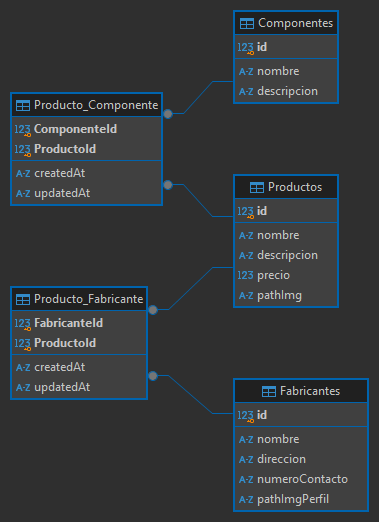 Componentes
123 id
A-Z nombre
A-Z descripcion
Producto_Componente
123 ComponenteId
123 ProductoId
A-Z createdAt
A-Z updatedAt
Productos
123 id
A-Z nombre
A-Z descripcion
123 precio
A-Z pathImg
Producto_Fabricante
123 FabricanteId
123 ProductoId
A-Z createdAt
A-Z updatedAt
Fabricantes
123 id
A-Z nombre
A-Z direccion
A-Z numeroContacto
A-Z pathImgPerfil